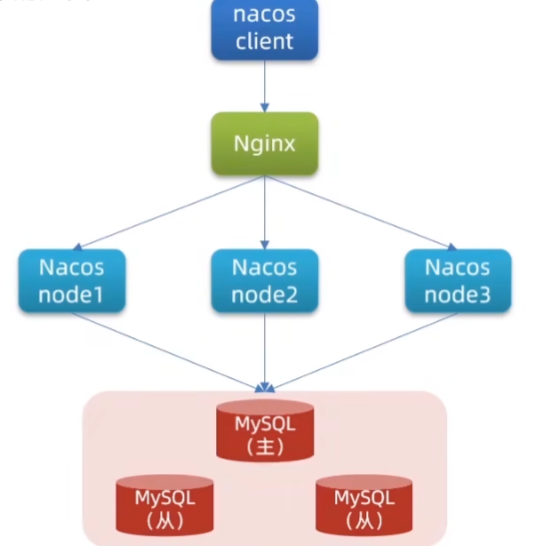 nacos
client
Nginx
Nacos
node1
Nacos
node2
Nacos
node3
MySQL
（主）
MySQL
（从）
MySQL
（从）